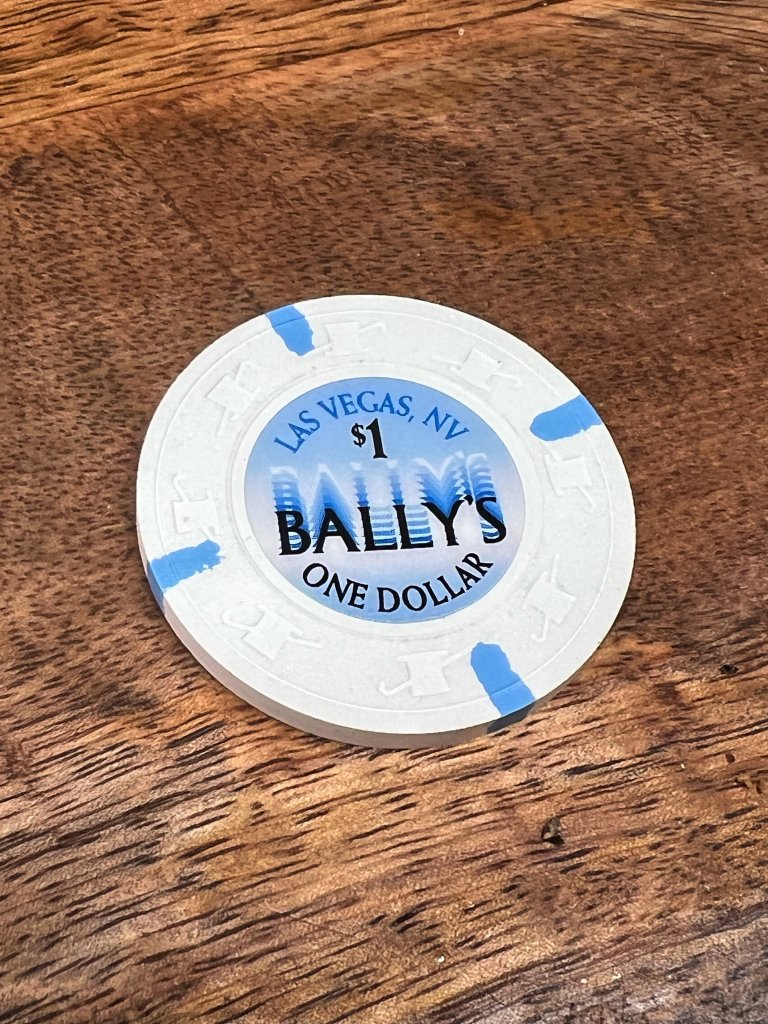 LAS VEGAS, NV
$1
BALLY'S
ONE DOLLAR